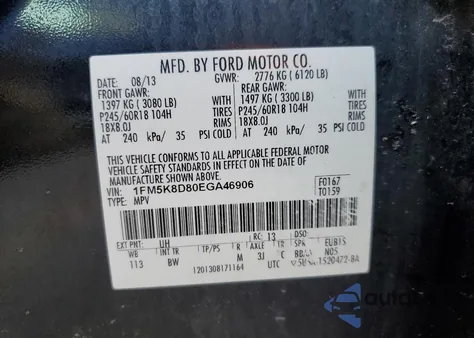 MFD. BY FORD MOTOR CO.
08/13 GVWR: 2776 KG ( 6120 LB)
FRONT GAWR: REAR GAWR:
1397 KG ( 3080 LB) 1497 KG ( 3300 LB)
P245/60R18 104H TIRES P245/60R18 104H TIRES
18X8.0J RIMS 18X8.0J RIMS
AT 240 kPa/ 35 PSI COLD AT 240 kPa/ 35 PSI COLD
THIS VEHICLE CONFORMS TO ALL APPLICABLE FEDERAL MOTOR
VEHICLE SAFETY AND THEFT PREVENTION STANDARDS IN EFFECT
ON THE DATE OF MANUFACTURE SHOWN ABOVE.
VIN: 1FM5K8D80EGA46906 F0167
TYPE: MPV T0159
EXT PNT: UH RC: 13 DSO:
WB INT TR TP/PS R AXLE TR
113 BW M 3J C
1201308171164 UTC